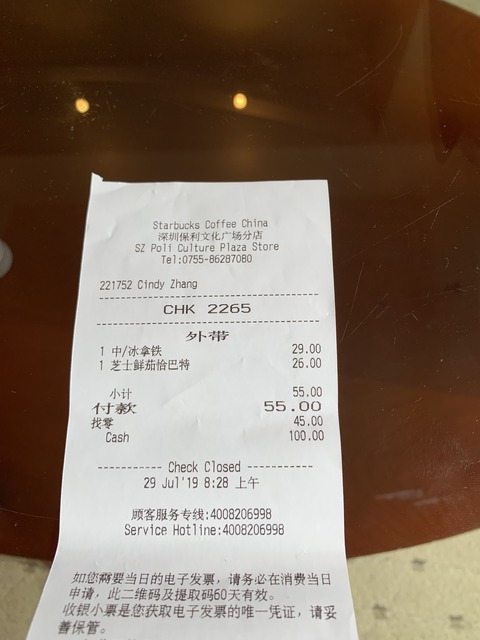 Starbucks Coffee China
深圳保利文化广场分店
SZ Poli Culture Plaza Store
Tel:0755-86287080
221752 Cindy Zhang
CHK 2265
外带
1 中/冰拿铁 29.00
1 芝士鲜茄恰巴特 26.00
小计 55.00
付款 55.00
找零 45.00
Cash 100.00
----------- Check Closed -----------
29 Jul'19 8:28 上午
顾客服务专线:4008206998
Service Hotline:4008206998
如您需要当日的电子发票，请务必在消费当日
申请，此二维码及提取码60天有效。
收银小票是您获取电子发票的唯一凭证，请妥
善保管。